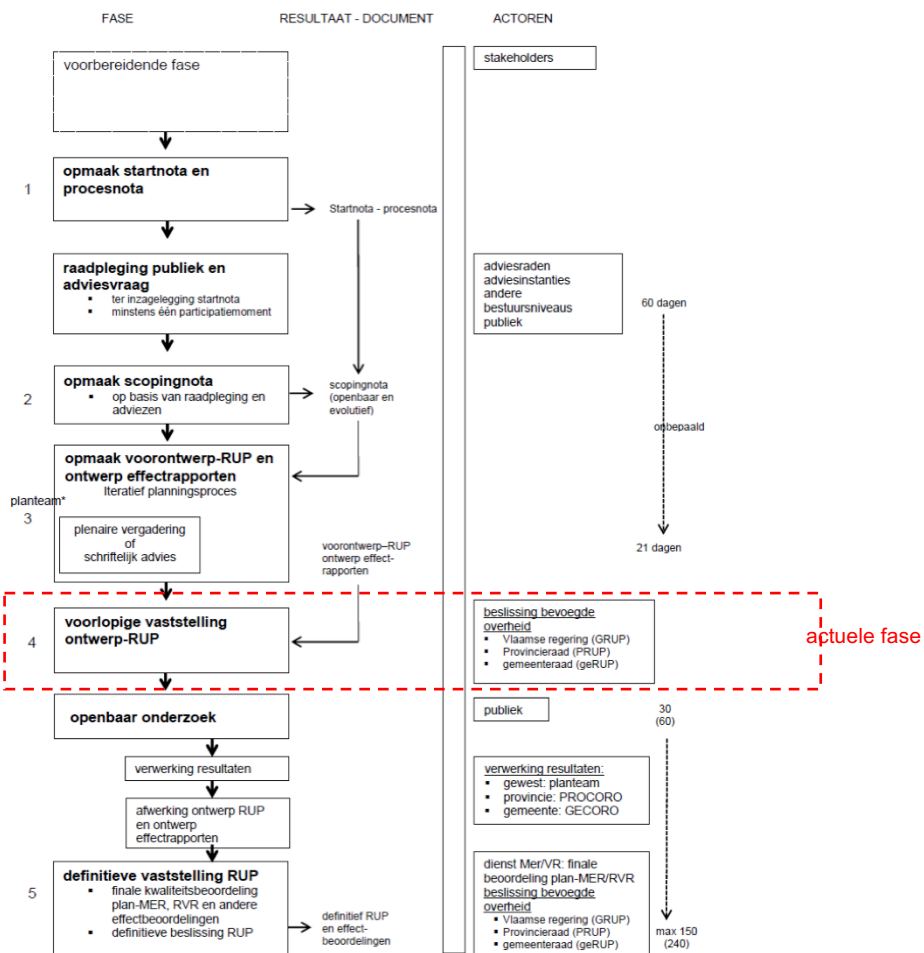 FASE
RESULTAAT - DOCUMENT
ACTOREN
voorbereidende fase
stakeholders
1
opmaak startnota en
procesnota
Startnota - procesnota
raadpleging publiek en
adviesvraag
▪ ter inzagelegging startnota
▪ minstens één participatiemoment
adviesraden
adviesinstanties
andere
bestuursniveaus
publiek
60 dagen
2
opmaak scopingnota
▪ op basis van raadpleging en
adviezen
scopingnota
(openbaar en
evolutief)
onbepaald
opmaak voorontwerp-RUP en
ontwerp effectrapporten
Iteratief planningsproces
planteam*
3
plenaire vergadering
of
schriftelijk advies
voorontwerp–RUP
ontwerp effect-
rapporten
21 dagen
4
voorlopige vaststelling
ontwerp-RUP
beslissing bevoegde
overheid
▪ Vlaamse regering (GRUP)
▪ Provincieraad (PRUP)
▪ gemeenteraad (geRUP)
actuele fase
openbaar onderzoek
publiek
30
(60)
verwerking resultaten
verwerking resultaten:
▪ gewest: planteam
▪ provincie: PROCORO
▪ gemeente: GECORO
afwerking ontwerp RUP
en ontwerp
effectrapporten
5
definitieve vaststelling RUP
▪ finale kwaliteitsbeoordeling
plan-MER, RVR en andere
effectbeoordelingen
▪ definitieve beslissing RUP
definitief RUP
en effect-
beoordelingen
dienst Mer/VR: finale
beoordeling plan-MER/RVR
beslissing bevoegde
overheid
▪ Vlaamse regering (GRUP)
▪ Provincieraad (PRUP)
▪ gemeenteraad (geRUP)
max 150
(240)